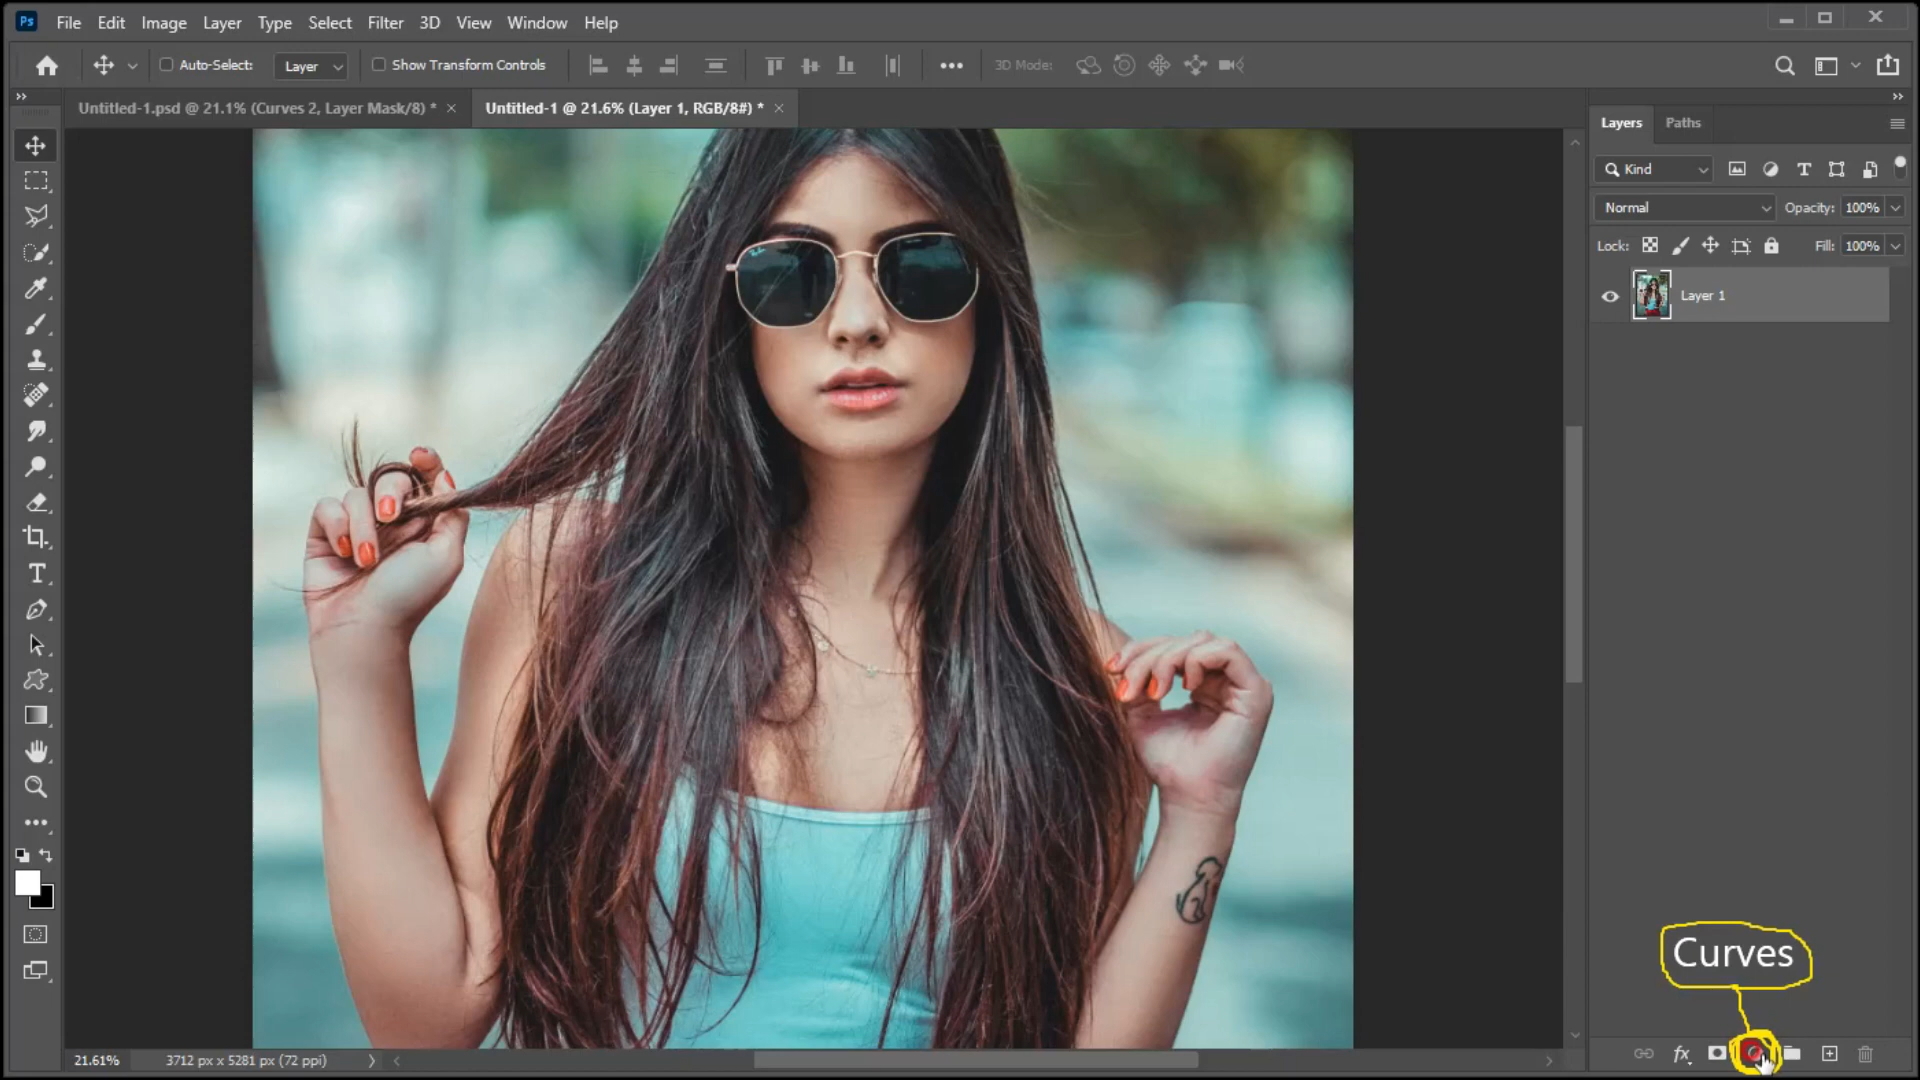 Ps File Edit Image Layer Type Select Filter 3D View Window Help
Auto-Select: Layer Show Transform Controls 3D Mode:
Untitled-1.psd @ 21.1% (Curves 2, Layer Mask/8) * Untitled-1 @ 21.6% (Layer 1, RGB/8#) *
Layers Paths
Kind
Normal Opacity: 100%
Lock: Fill: 100%
Layer 1
Curves
21.61% 3712 px x 5281 px (72 ppi)
fx